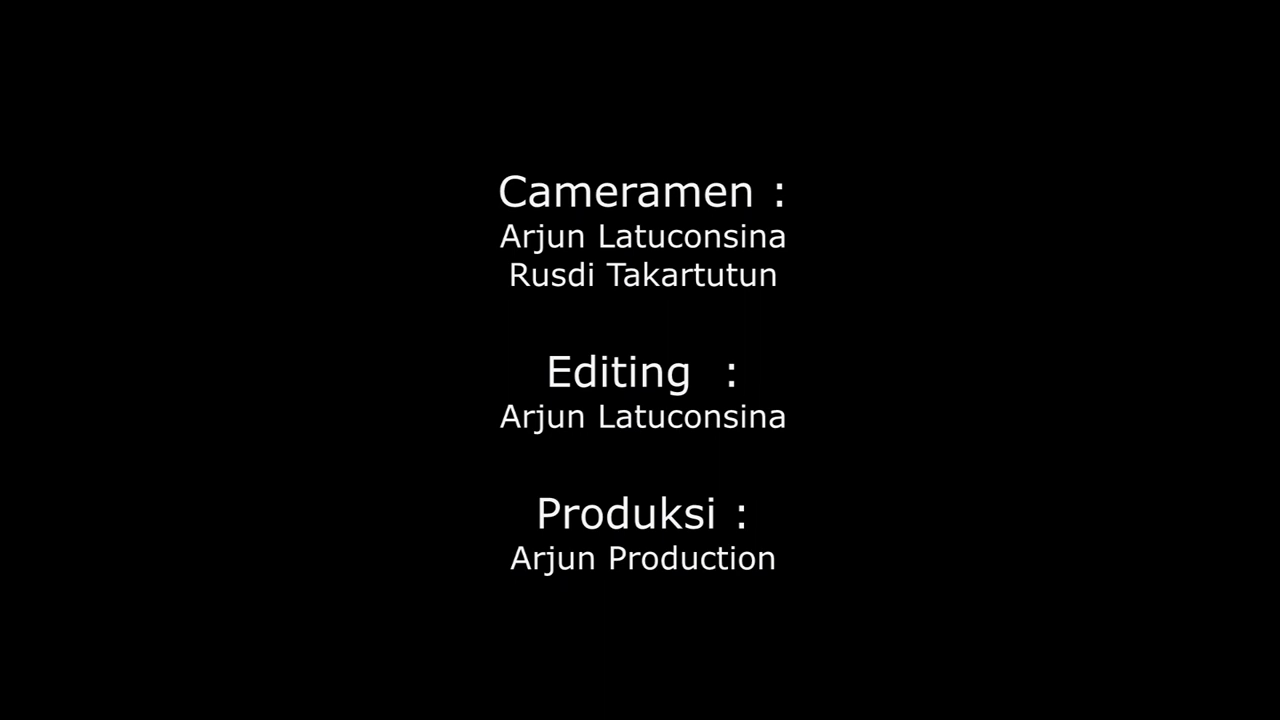 Cameramen :
Arjun Latuconsina
Rusdi Takartutun
Editing :
Arjun Latuconsina
Produksi :
Arjun Production